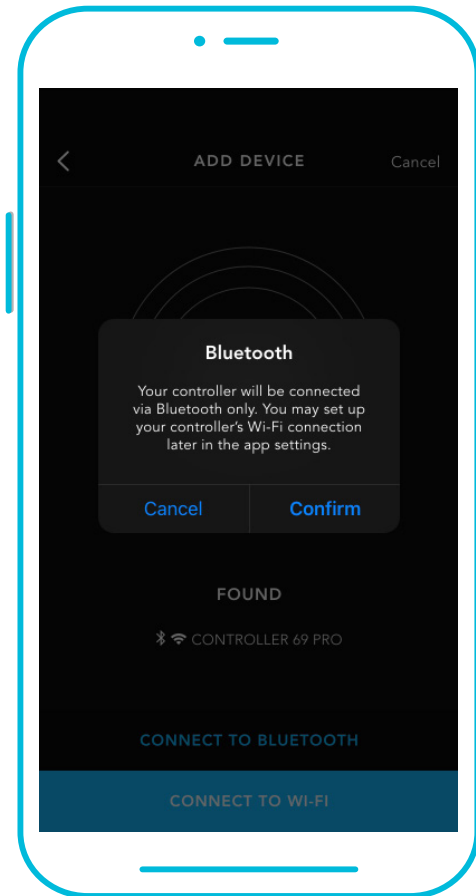 ADD DEVICE Cancel
Bluetooth
Your controller will be connected
via Bluetooth only. You may set up
your controller's Wi-Fi connection
later in the app settings.
Cancel Confirm
FOUND
CONTROLLER 69 PRO
CONNECT TO BLUETOOTH
CONNECT TO WI-FI